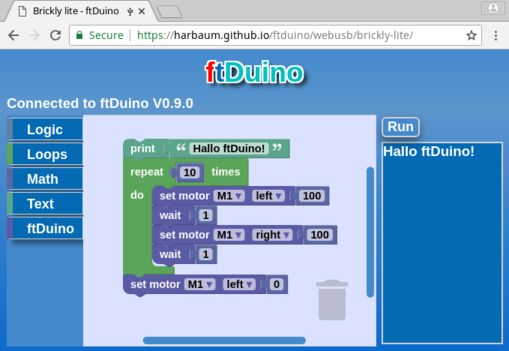 Brickly lite - ftDuino
Secure https://harbaum.github.io/ftduino/webusb/brickly-lite/
ftDuino
Connected to ftDuino V0.9.0
Logic
Loops
Math
Text
ftDuino
print “ Hallo ftDuino! ”
repeat 10 times
do set motor M1 left 100
wait 1
set motor M1 right 100
wait 1
set motor M1 left 0
Run
Hallo ftDuino!